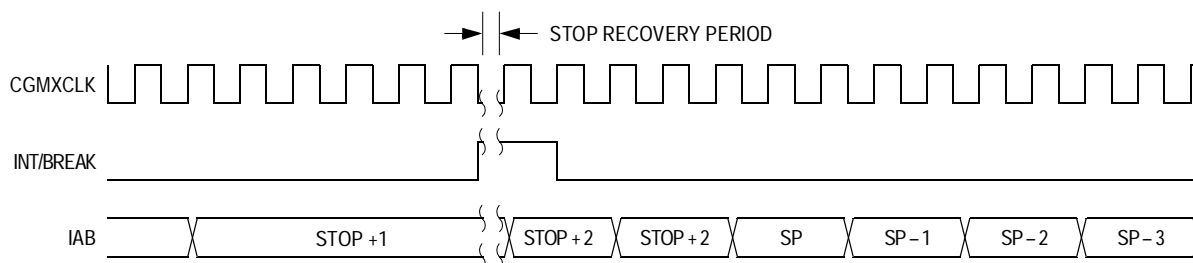 STOP RECOVERY PERIOD
CGMXCLK
INT/BREAK
IAB STOP +1 STOP + 2 STOP + 2 SP SP – 1 SP – 2 SP – 3